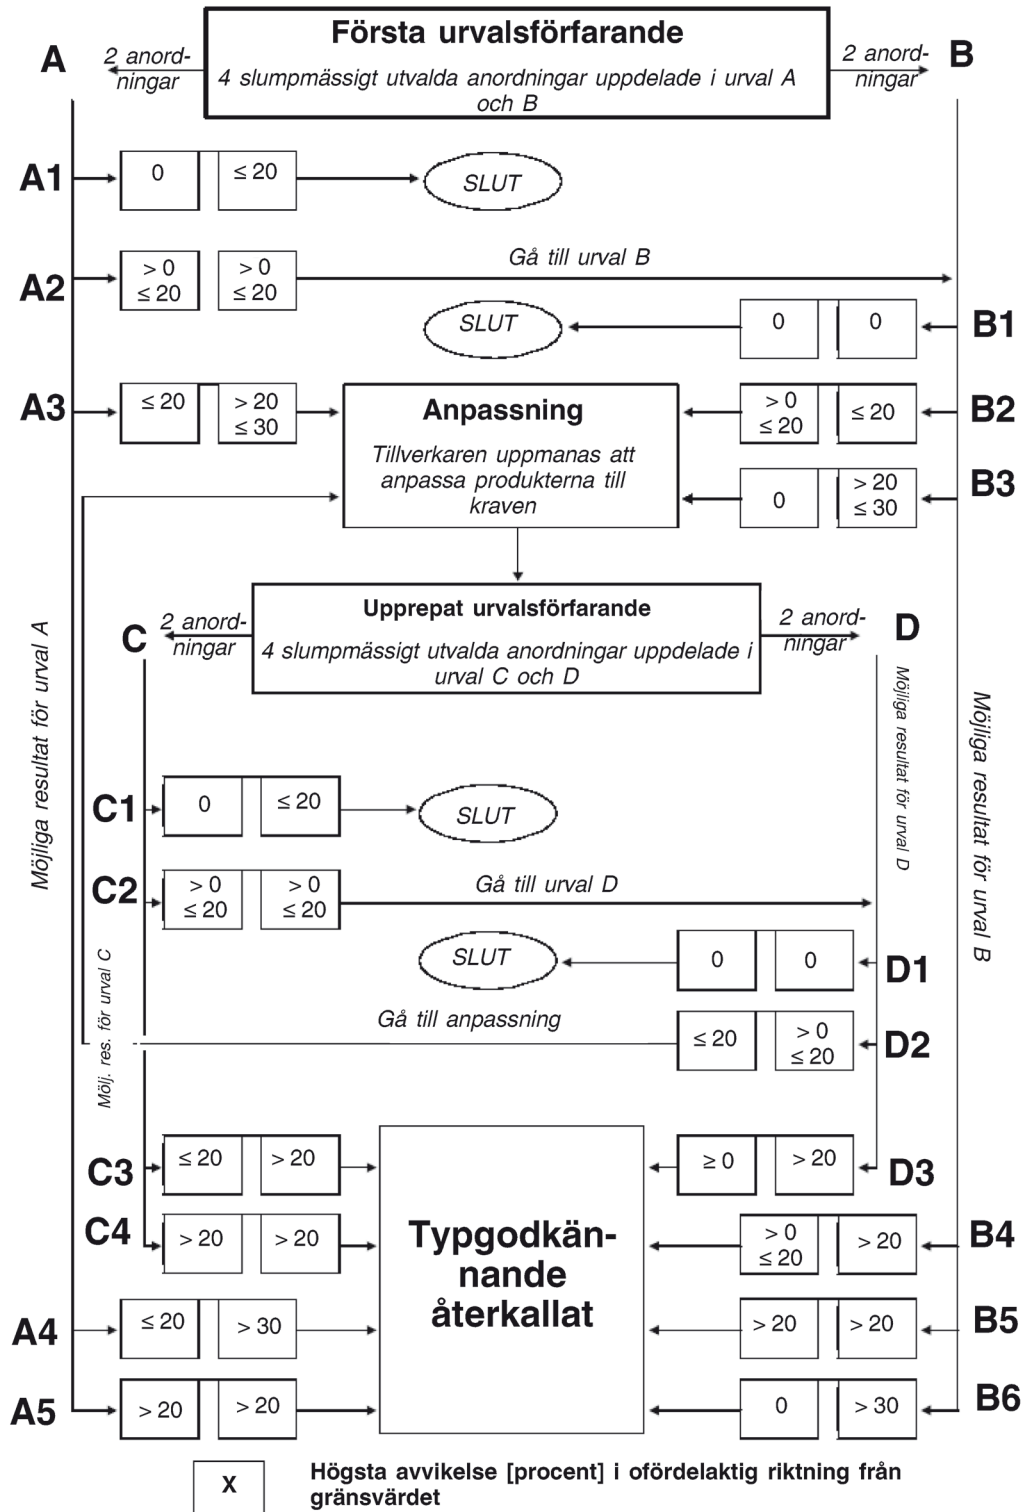 Första urvalsförfarande
A
2 anord-
ningar
4 slumpmässigt utvalda anordningar uppdelade i urval A
och B
2 anord-
ningar
B
A1
0
≤ 20
SLUT
A2
> 0
≤ 20
> 0
≤ 20
Gå till urval B
SLUT
0
0
B1
A3
≤ 20
> 20
≤ 30
Anpassning
Tillverkaren uppmanas att
anpassa produkterna till
kraven
> 0
≤ 20
≤ 20
B2
0
> 20
≤ 30
B3
Upprepat urvalsförfarande
C
2 anord-
ningar
4 slumpmässigt utvalda anordningar uppdelade i
urval C och D
2 anord-
ningar
D
Möjliga resultat för urval A
Möjliga resultat för urval D
Möjliga resultat för urval B
C1
0
≤ 20
SLUT
C2
> 0
≤ 20
> 0
≤ 20
Gå till urval D
Mölj. res. för urval C
SLUT
0
0
D1
Gå till anpassning
≤ 20
> 0
≤ 20
D2
C3
≤ 20
> 20
Typgodkän-
nande
återkallat
≥ 0
> 20
D3
C4
> 20
> 20
> 0
≤ 20
> 20
B4
A4
≤ 20
> 30
> 20
> 20
B5
A5
> 20
> 20
0
> 30
B6
X
Högsta avvikelse [procent] i ofördelaktig riktning från
gränsvärdet